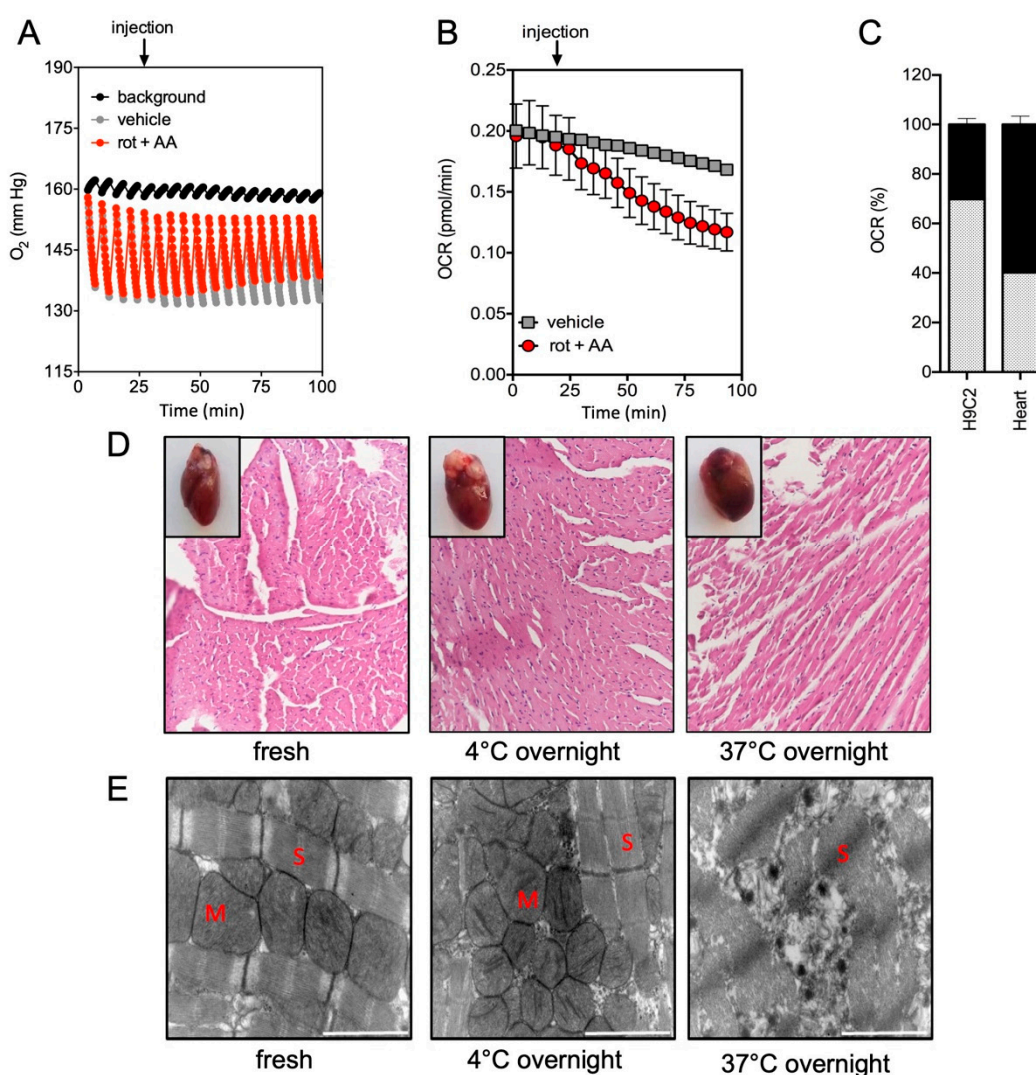 A
injection
190
175
160
145
130
115
O2 (mm Hg)
background
vehicle
rot + AA
0 25 50 75 100
Time (min)
B
injection
0.25
0.20
0.15
0.10
0.05
0.00
OCR (pmol/min)
vehicle
rot + AA
0 25 50 75 100
Time (min)
C
120
100
80
60
40
20
0
OCR (%)
H9C2
Heart
D
fresh
4°C overnight
37°C overnight
E
M
S
M
S
S
fresh
4°C overnight
37°C overnight